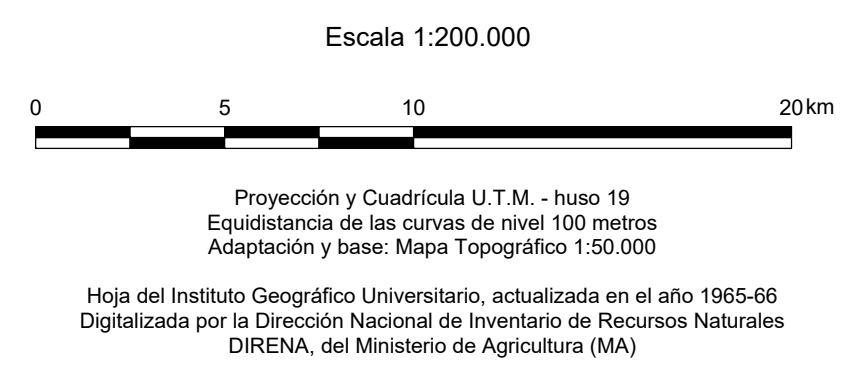 Escala 1:200.000
0 5 10 20 km
Proyección y Cuadrícula U.T.M. - huso 19
Equidistancia de las curvas de nivel 100 metros
Adaptación y base: Mapa Topográfico 1:50.000
Hoja del Instituto Geográfico Universitario, actualizada en el año 1965-66
Digitalizada por la Dirección Nacional de Inventario de Recursos Naturales
DIRENA, del Ministerio de Agricultura (MA)